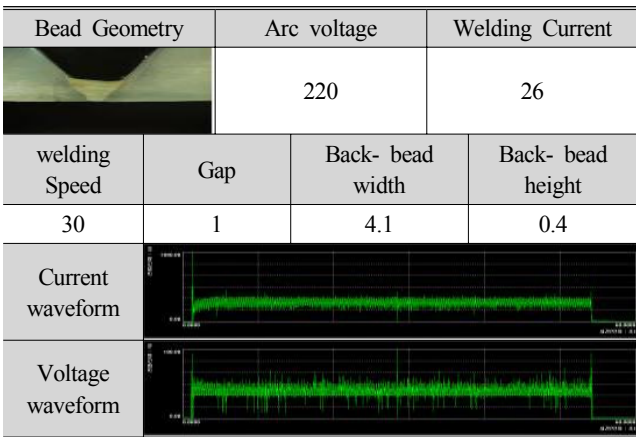 Bead Geometry Arc voltage Welding Current
220 26
welding Speed Gap Back- bead width Back- bead height
30 1 4.1 0.4
Current waveform
Voltage waveform